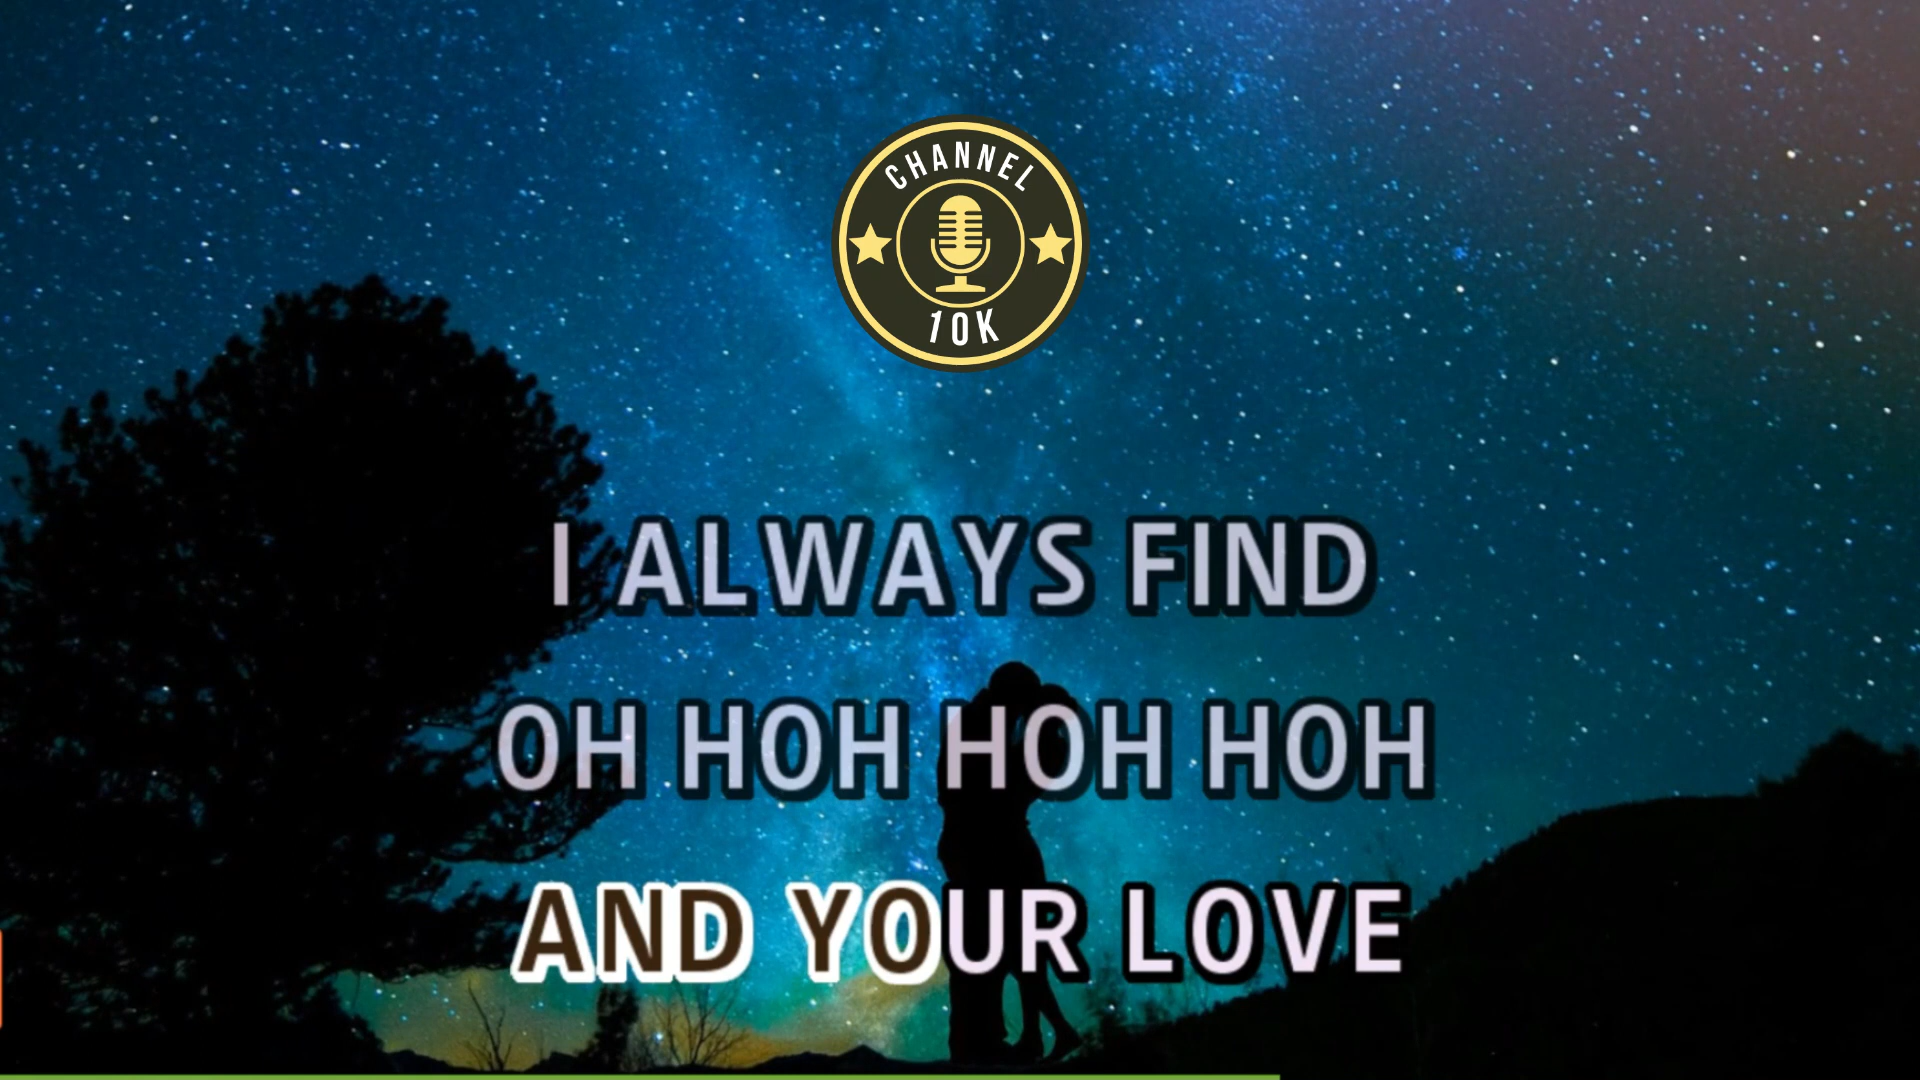 CHANNEL
10K
I ALWAYS FIND
OH HOH HOH HOH
AND YOUR LOVE